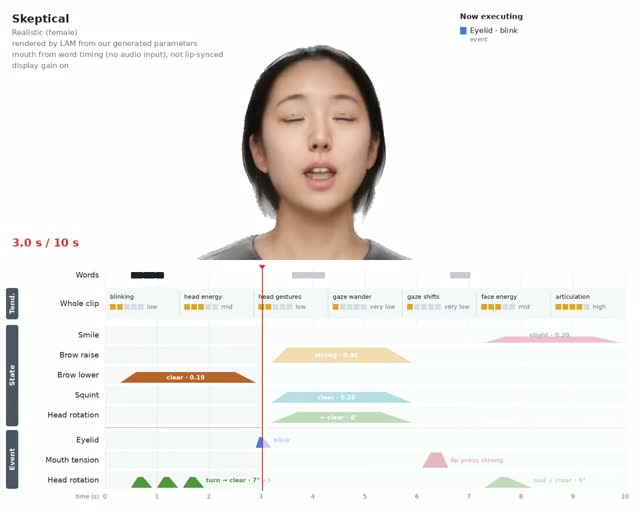 Skeptical
Realistic (female)
rendered by LAM from our generated parameters
mouth from word timing (no audio input), not lip-synced
display gain on
Now executing
Eyelid · blink
event
3.0 s / 10 s
Words
Tend.
Whole clip
blinking
low
head energy
mid
head gestures
low
gaze wander
very low
gaze shifts
very low
face energy
mid
articulation
high
State
Smile
slight · 0.20
Brow raise
strong · 0.40
Brow lower
clear · 0.19
Squint
clear · 0.20
Head rotation
Event
Eyelid
blink
Mouth tension
lip press strong
Head rotation
turn → clear · 7°
nod ↓ clear ·
time (s)
0 1 2 3 4 5 6 7 8 9 10